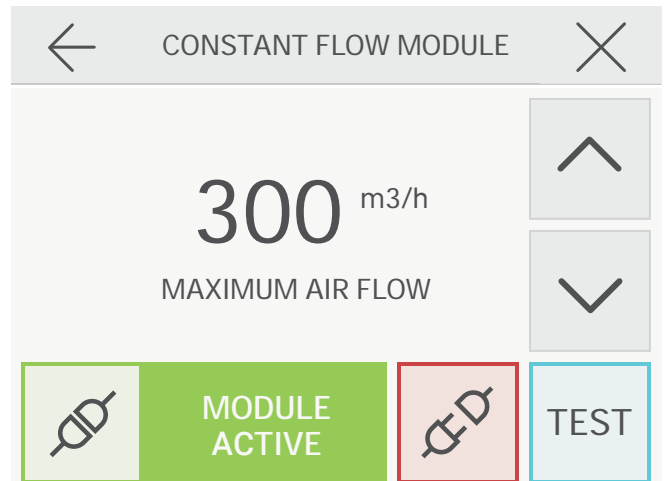 CONSTANT FLOW MODULE
300 m3/h
MAXIMUM AIR FLOW
MODULE
ACTIVE
TEST